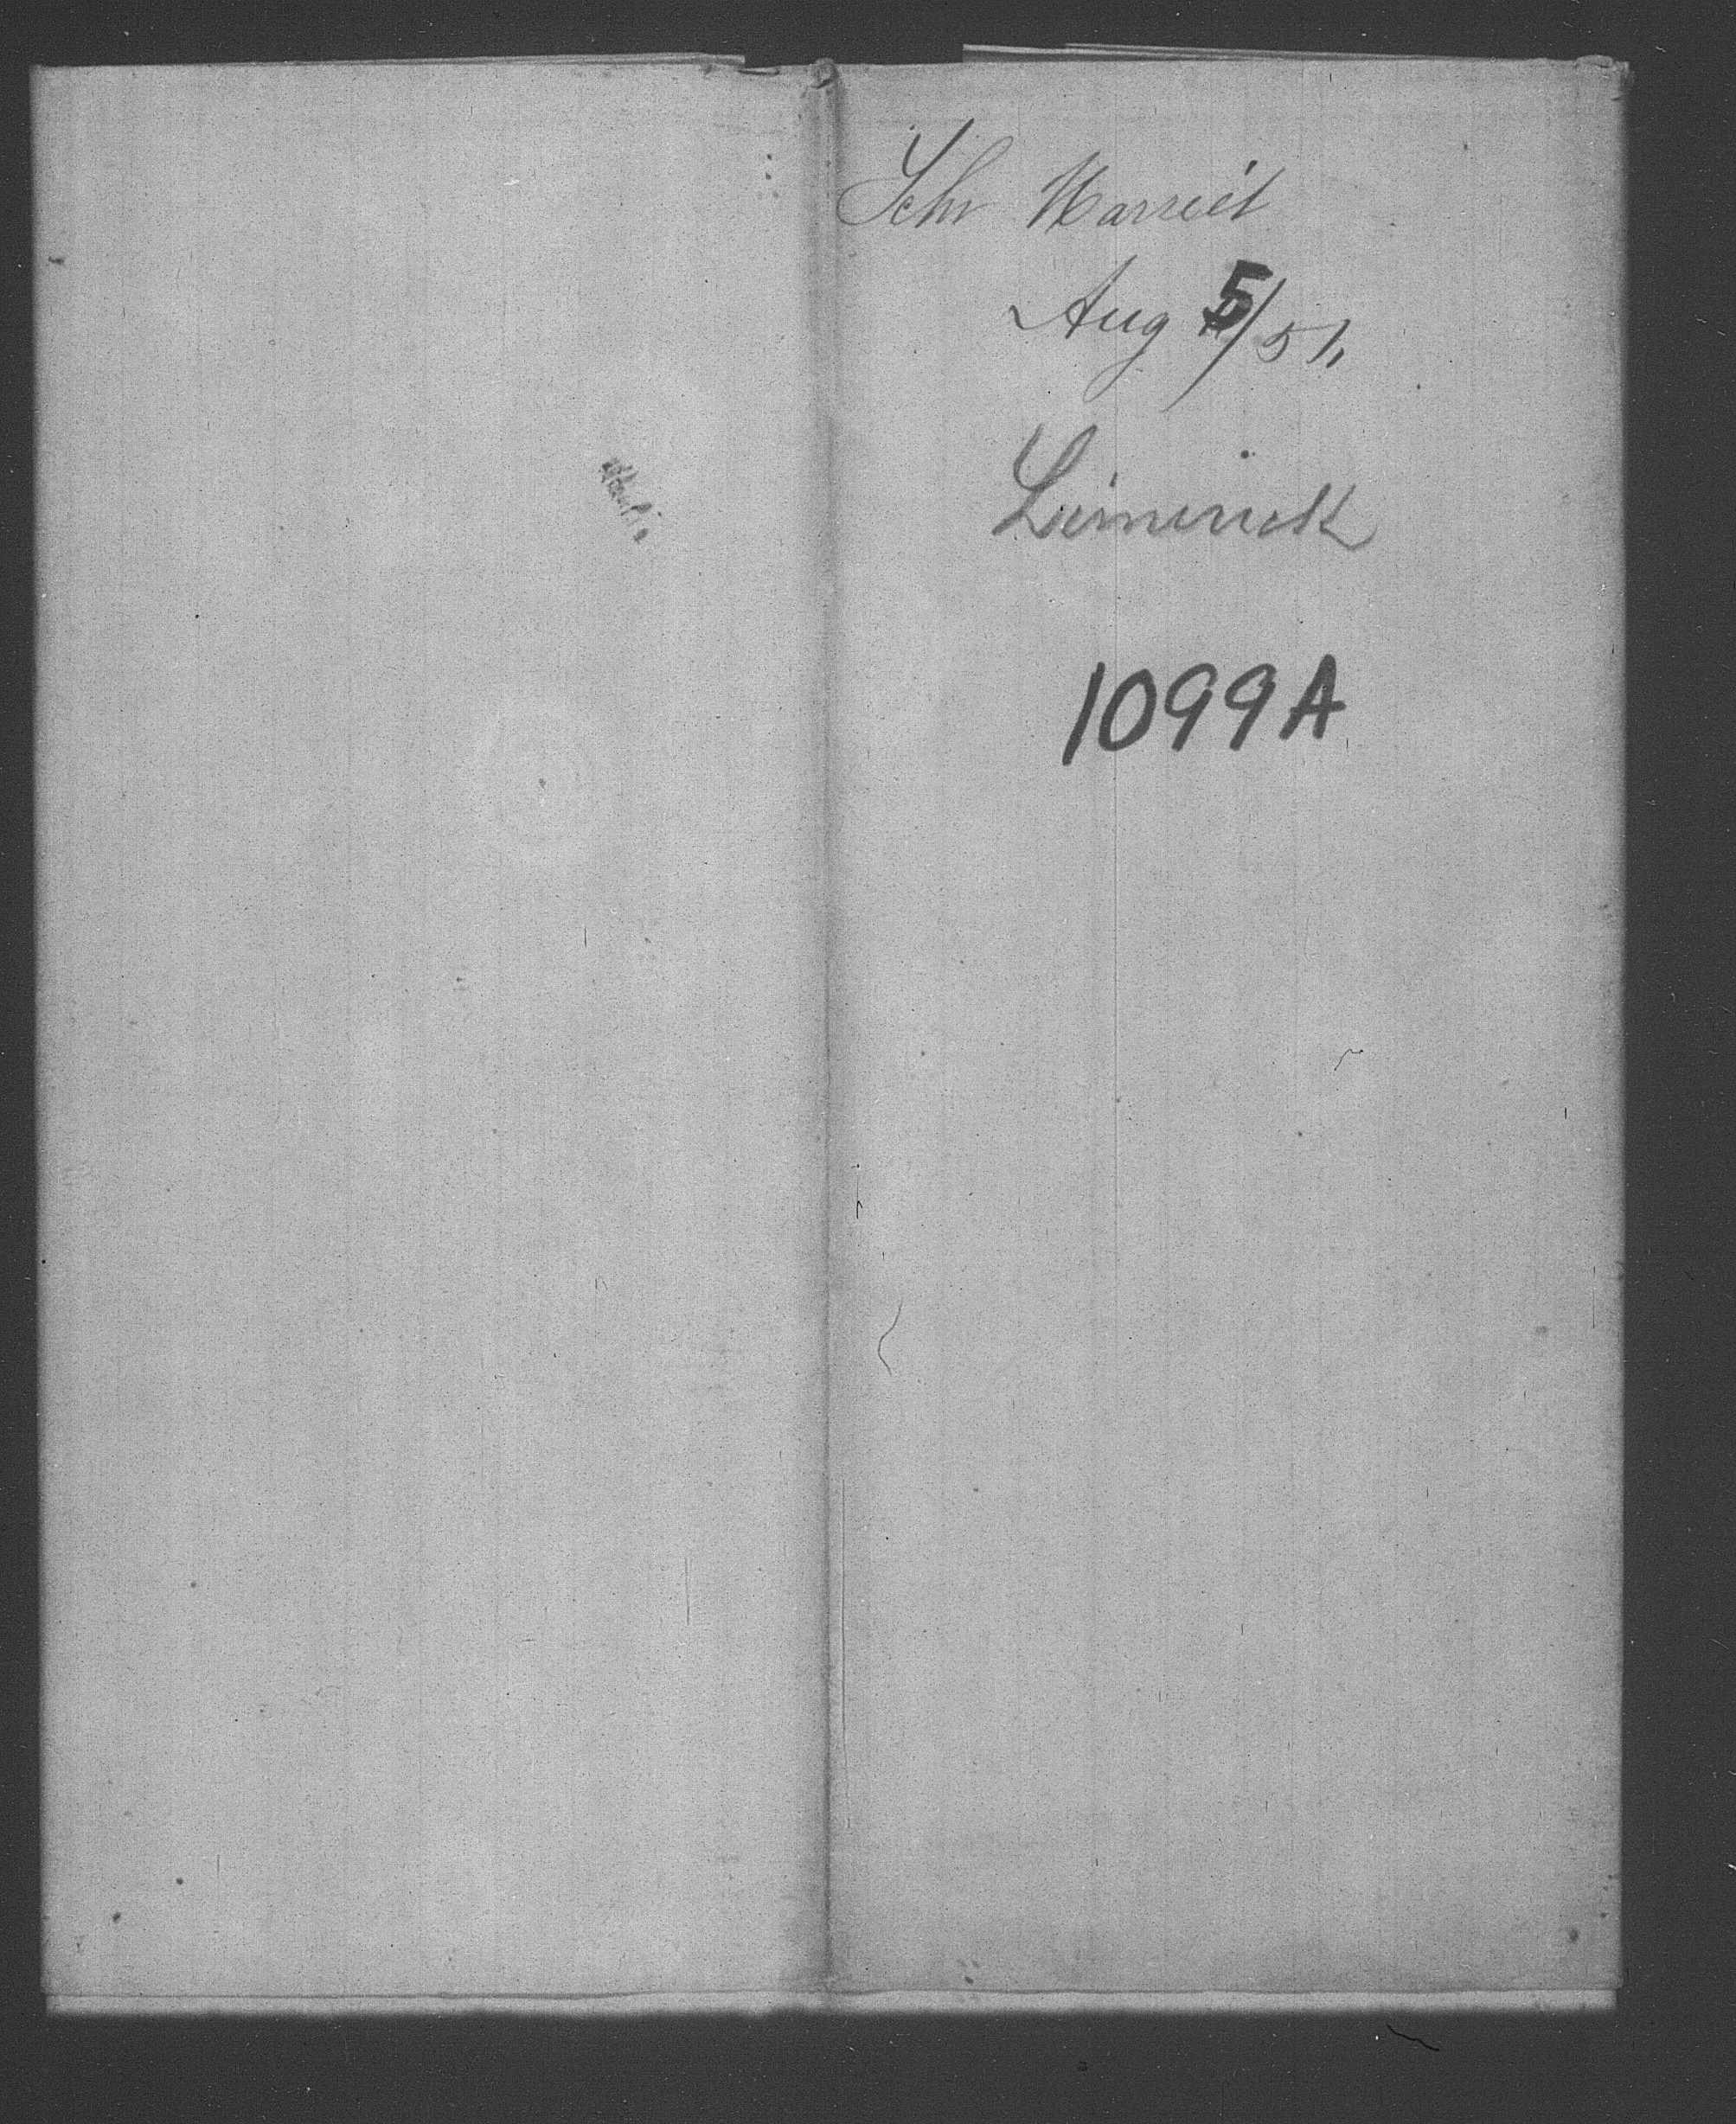 Schr Harriet
Aug 5/51,
Limerick
1099A